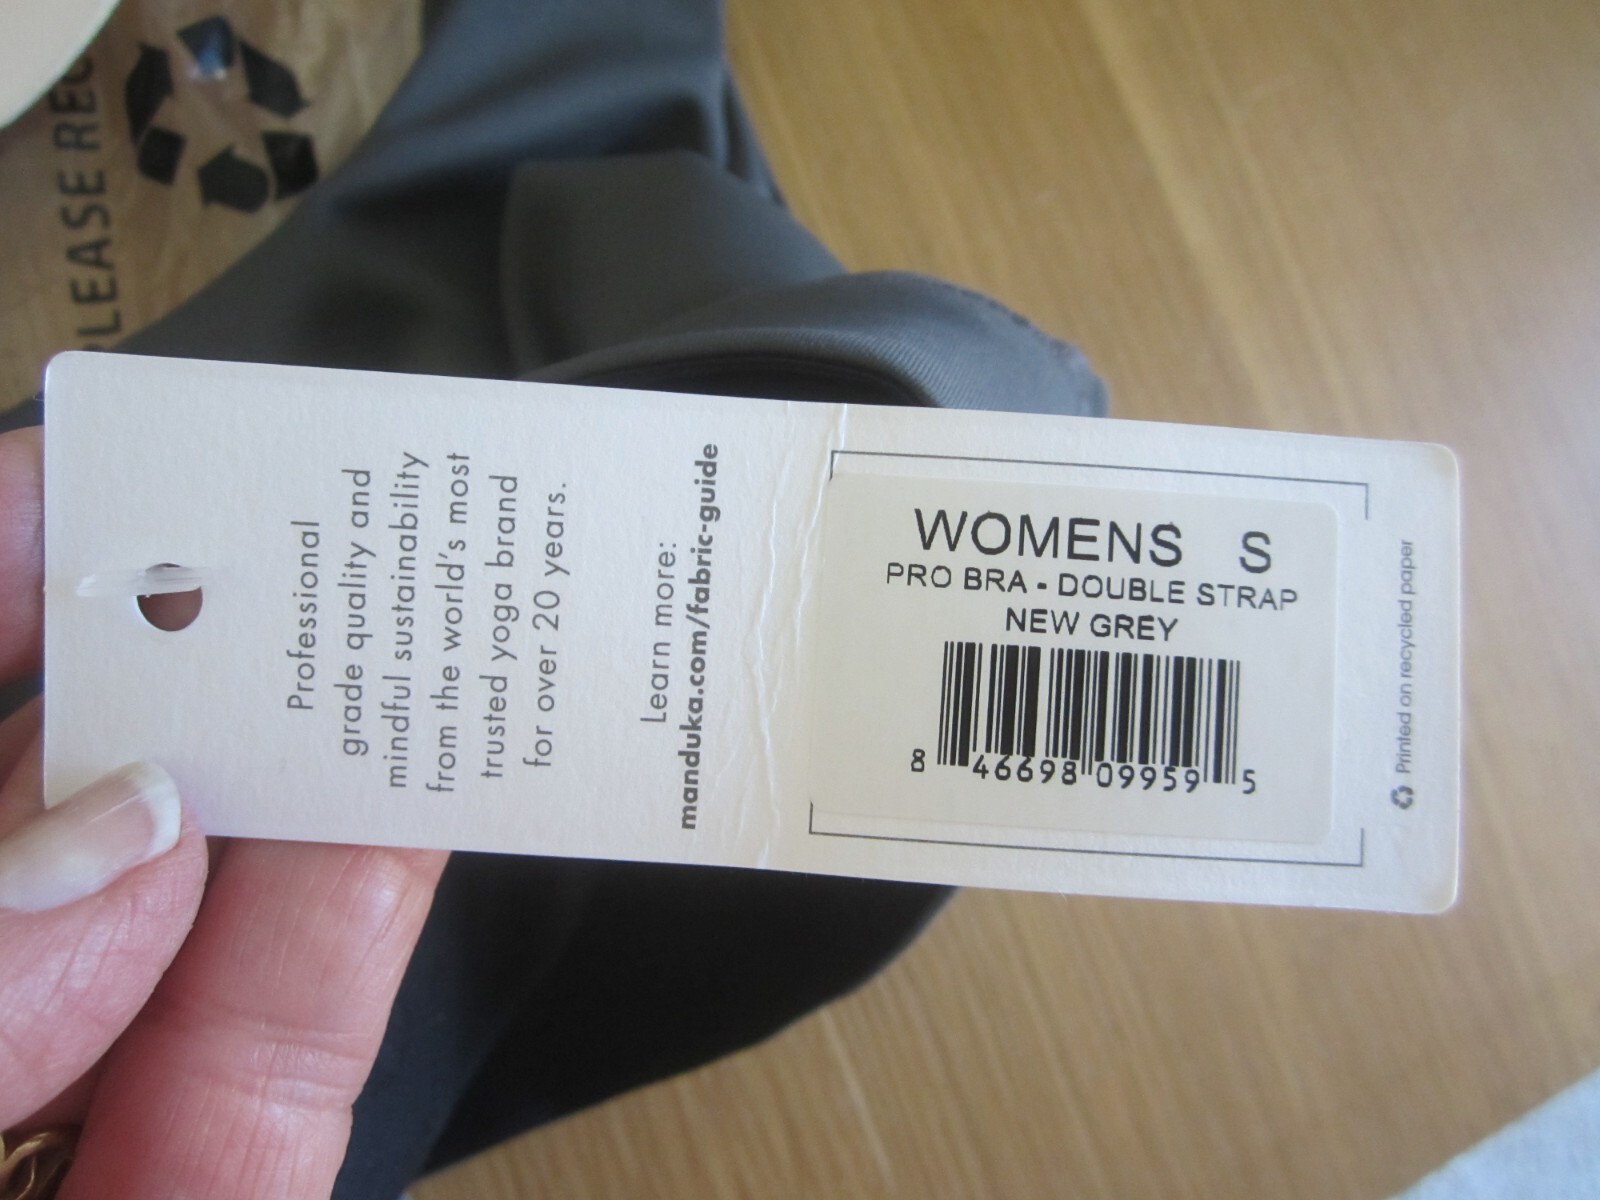 PLEASE REC
Professional
grade quality and
mindful sustainability
from the world's most
trusted yoga brand
for over 20 years.
Learn more:
manduka.com/fabric-guide
WOMENS S
PRO BRA - DOUBLE STRAP
NEW GREY
8 46698 09959 5
Printed on recycled paper